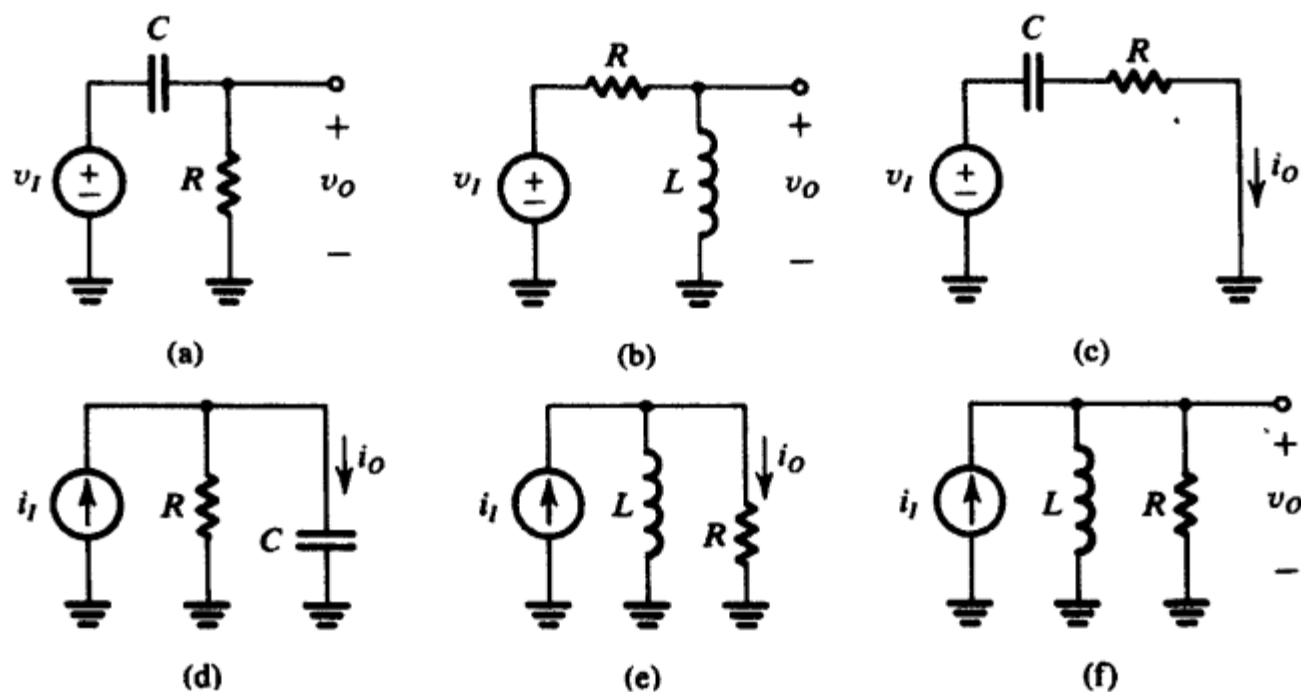 C
R
v_I
+
−
R
+
v_O
−
(a)
R
v_I
+
−
L
+
v_O
−
(b)
C
R
v_I
+
−
i_O
(c)
i_I
R
C
i_O
(d)
i_I
L
R
i_O
(e)
i_I
L
R
+
v_O
−
(f)